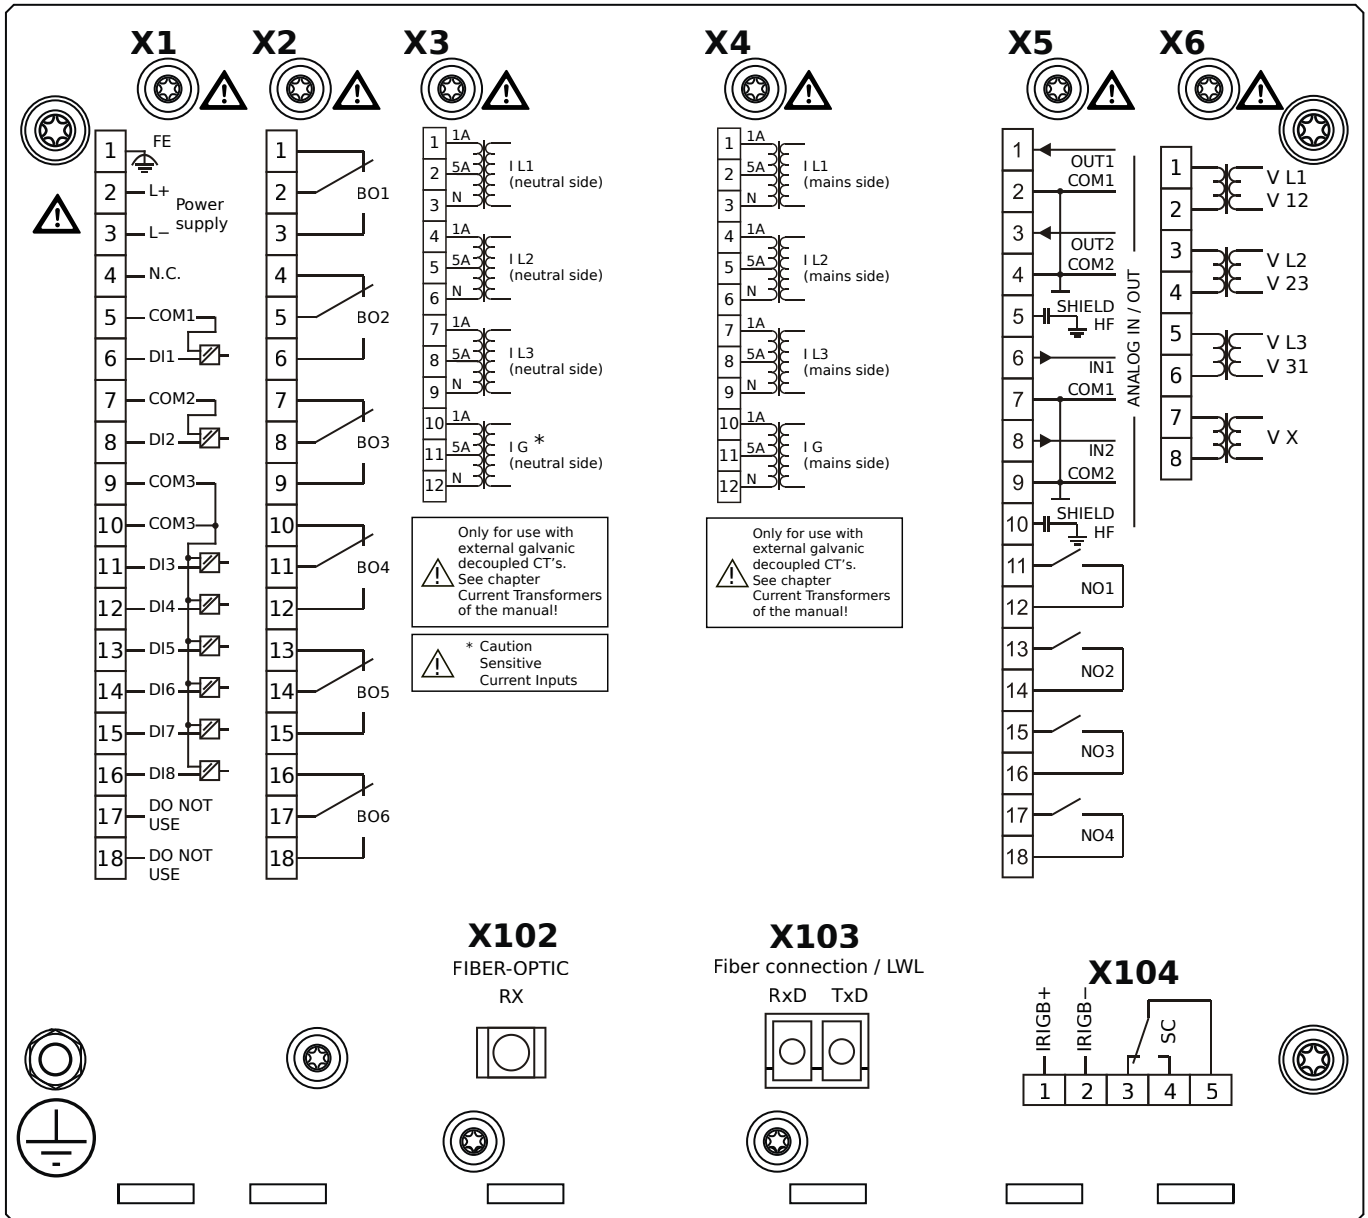 X1
X2
X3
X4
X5
X6
1
FE
2
L+
Power
supply
3
L−
4
N.C.
5
COM1
6
DI1
7
COM2
8
DI2
9
COM3
10
COM3
11
DI3
12
DI4
13
DI5
14
DI6
15
DI7
16
DI8
17
DO NOT
USE
18
DO NOT
USE
1
2
BO1
3
4
5
BO2
6
7
8
BO3
9
10
11
BO4
12
13
14
BO5
15
16
17
BO6
18
1
1A
2
5A
I L1
(neutral side)
3
N
4
1A
5
5A
I L2
(neutral side)
6
N
7
1A
8
5A
I L3
(neutral side)
9
N
10
1A
11
5A
I G *
(neutral side)
12
N
Only for use with
external galvanic
decoupled CT’s.
See chapter
Current Transformers
of the manual!
* Caution
Sensitive
Current Inputs
1
1A
2
5A
I L1
(mains side)
3
N
4
1A
5
5A
I L2
(mains side)
6
N
7
1A
8
5A
I L3
(mains side)
9
N
10
1A
11
5A
I G
(mains side)
12
N
Only for use with
external galvanic
decoupled CT’s.
See chapter
Current Transformers
of the manual!
1
OUT1
2
COM1
3
OUT2
4
COM2
5
SHIELD
HF
6
IN1
7
COM1
8
IN2
9
COM2
10
SHIELD
HF
ANALOG IN / OUT
11
NO1
12
13
NO2
14
15
NO3
16
17
NO4
18
1
V L1
2
V 12
3
V L2
4
V 23
5
V L3
6
V 31
7
V X
8
X102
FIBER-OPTIC
RX
X103
Fiber connection / LWL
RxD TxD
X104
IRIGB+
IRIGB−
SC
1 2 3 4 5